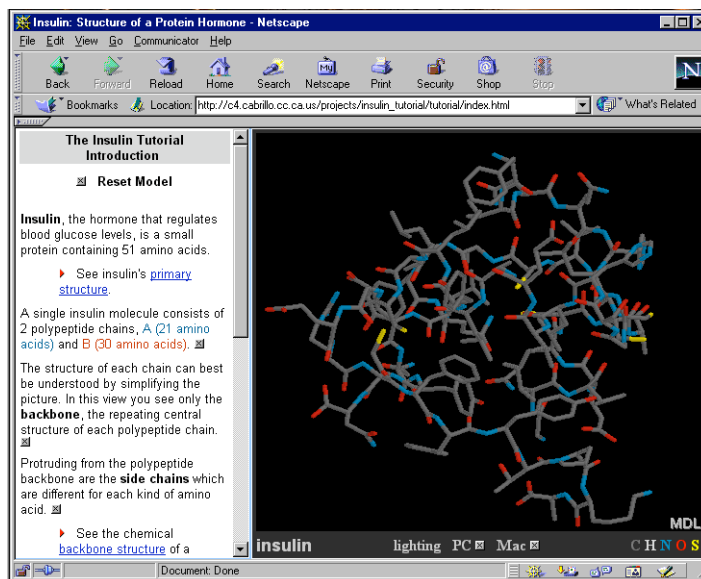 Insulin: Structure of a Protein Hormone - Netscape
File Edit View Go Communicator Help
Back Forward Reload Home Search Netscape Print Security Shop Stop
My
N
Bookmarks Location: http://c4.cabrillo.cc.ca.us/projects/insulin_tutorial/tutorial/index.html What's Related
The Insulin Tutorial
Introduction
Reset Model
Insulin, the hormone that regulates
blood glucose levels, is a small
protein containing 51 amino acids.
See insulin's primary
structure.
A single insulin molecule consists of
2 polypeptide chains, A (21 amino
acids) and B (30 amino acids).
The structure of each chain can best
be understood by simplifying the
picture. In this view you see only the
backbone, the repeating central
structure of each polypeptide chain.
Protruding from the polypeptide
backbone are the side chains which
are different for each kind of amino
acid.
See the chemical
backbone structure of a
MDL
insulin lighting PC Mac C H N O S
Document: Done